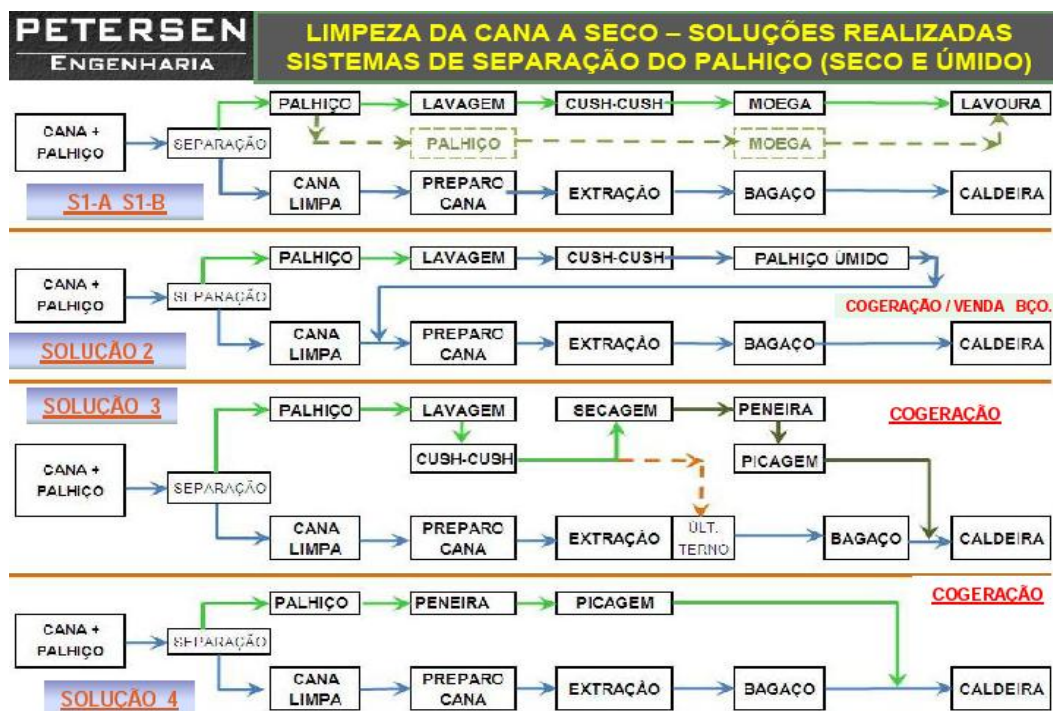 PETERSEN
ENGENHARIA
LIMPEZA DA CANA A SECO – SOLUÇÕES REALIZADAS
SISTEMAS DE SEPARAÇÃO DO PALHIÇO (SECO E ÚMIDO)
PALHIÇO LAVAGEM CUSH-CUSH MOEGA LAVOURA
CANA +
PALHIÇO
SEPARAÇÃO
PALHIÇO MOEGA
CANA
LIMPA
PREPARO
CANA
EXTRAÇÃO BAGAÇO CALDEIRA
S1-A S1-B
PALHIÇO LAVAGEM CUSH-CUSH PALHIÇO ÚMIDO
CANA +
PALHIÇO
SEPARAÇÃO
COGERAÇÃO / VENDA BÇO.
CANA
LIMPA
PREPARO
CANA
EXTRAÇÃO BAGAÇO CALDEIRA
SOLUÇÃO 2
SOLUÇÃO 3
PALHIÇO LAVAGEM SECAGEM PENEIRA
COGERAÇÃO
CUSH-CUSH PICAGEM
CANA +
PALHIÇO
SEPARAÇÃO
CANA
LIMPA
PREPARO
CANA
EXTRAÇÃO
ÚLT.
TERNO
BAGAÇO CALDEIRA
COGERAÇÃO
PALHIÇO PENEIRA PICAGEM
CANA +
PALHIÇO
SEPARAÇÃO
CANA
LIMPA
PREPARO
CANA
EXTRAÇÃO BAGAÇO CALDEIRA
SOLUÇÃO 4